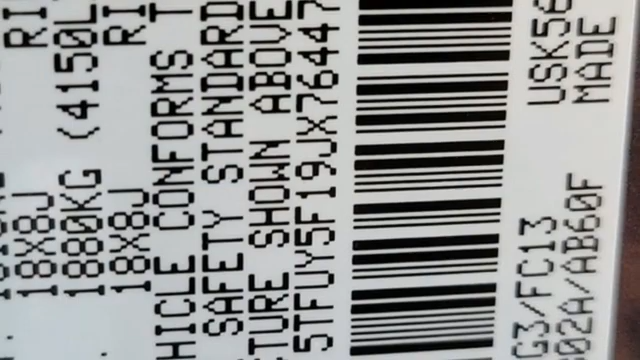 RI
18X8J
1880KG (4150L
18X8J RI
HICLE CONFORMS T
SAFETY STANDARD
TURE SHOWN ABOVE
5TFUY5F19JX76447
G3/FC13 USK56
02A/AB60F MADE